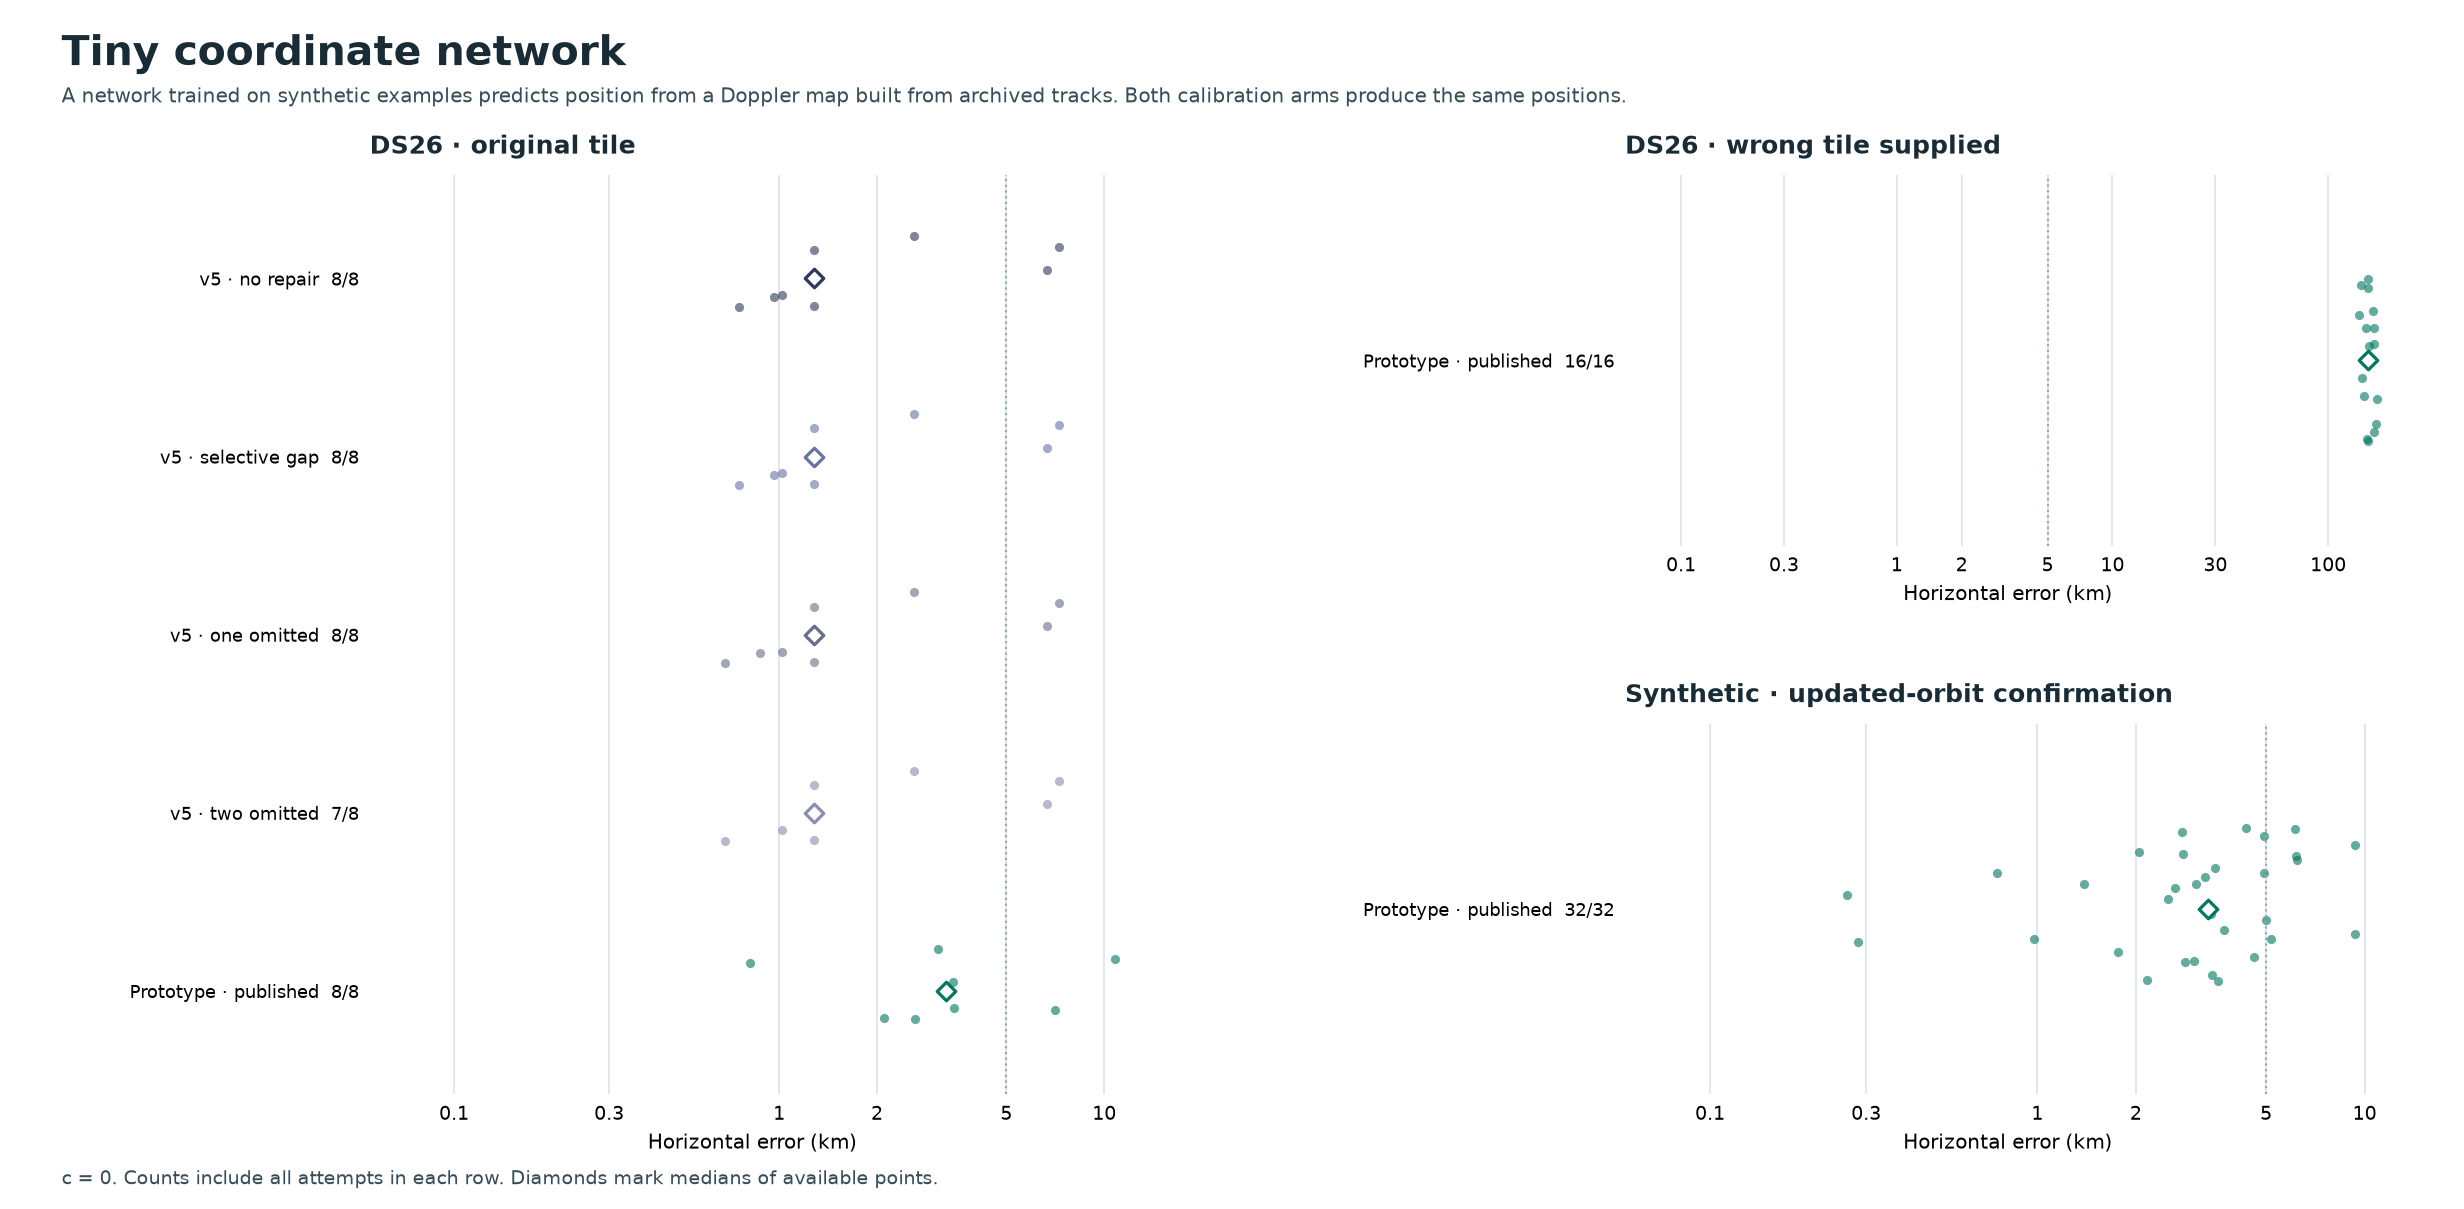 Tiny coordinate network
A network trained on synthetic examples predicts position from a Doppler map built from archived tracks. Both calibration arms produce the same positions.
DS26 · original tile
v5 · no repair 8/8
v5 · selective gap 8/8
v5 · one omitted 8/8
v5 · two omitted 7/8
Prototype · published 8/8
0.1 0.3 1 2 5 10
Horizontal error (km)
DS26 · wrong tile supplied
Prototype · published 16/16
0.1 0.3 1 2 5 10 30 100
Horizontal error (km)
Synthetic · updated-orbit confirmation
Prototype · published 32/32
0.1 0.3 1 2 5 10
Horizontal error (km)
c = 0. Counts include all attempts in each row. Diamonds mark medians of available points.